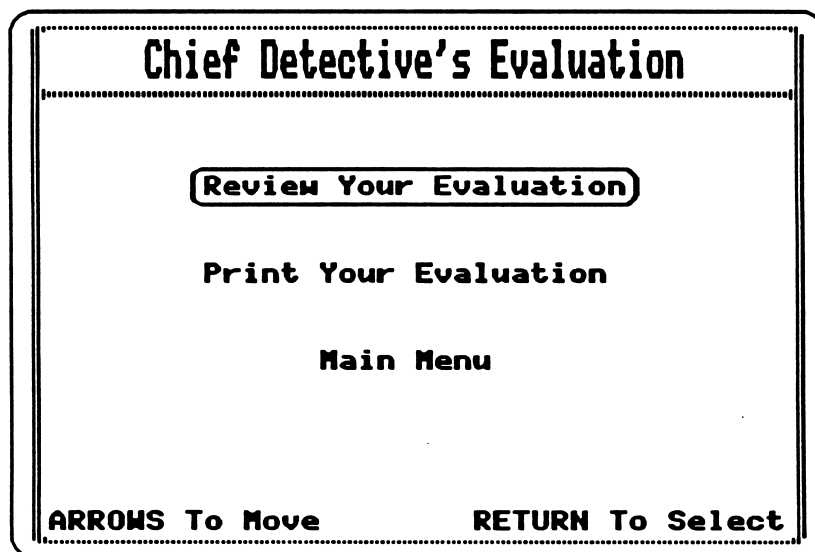 Chief Detective's Evaluation
Review Your Evaluation
Print Your Evaluation
Main Menu
ARROWS To Move RETURN To Select